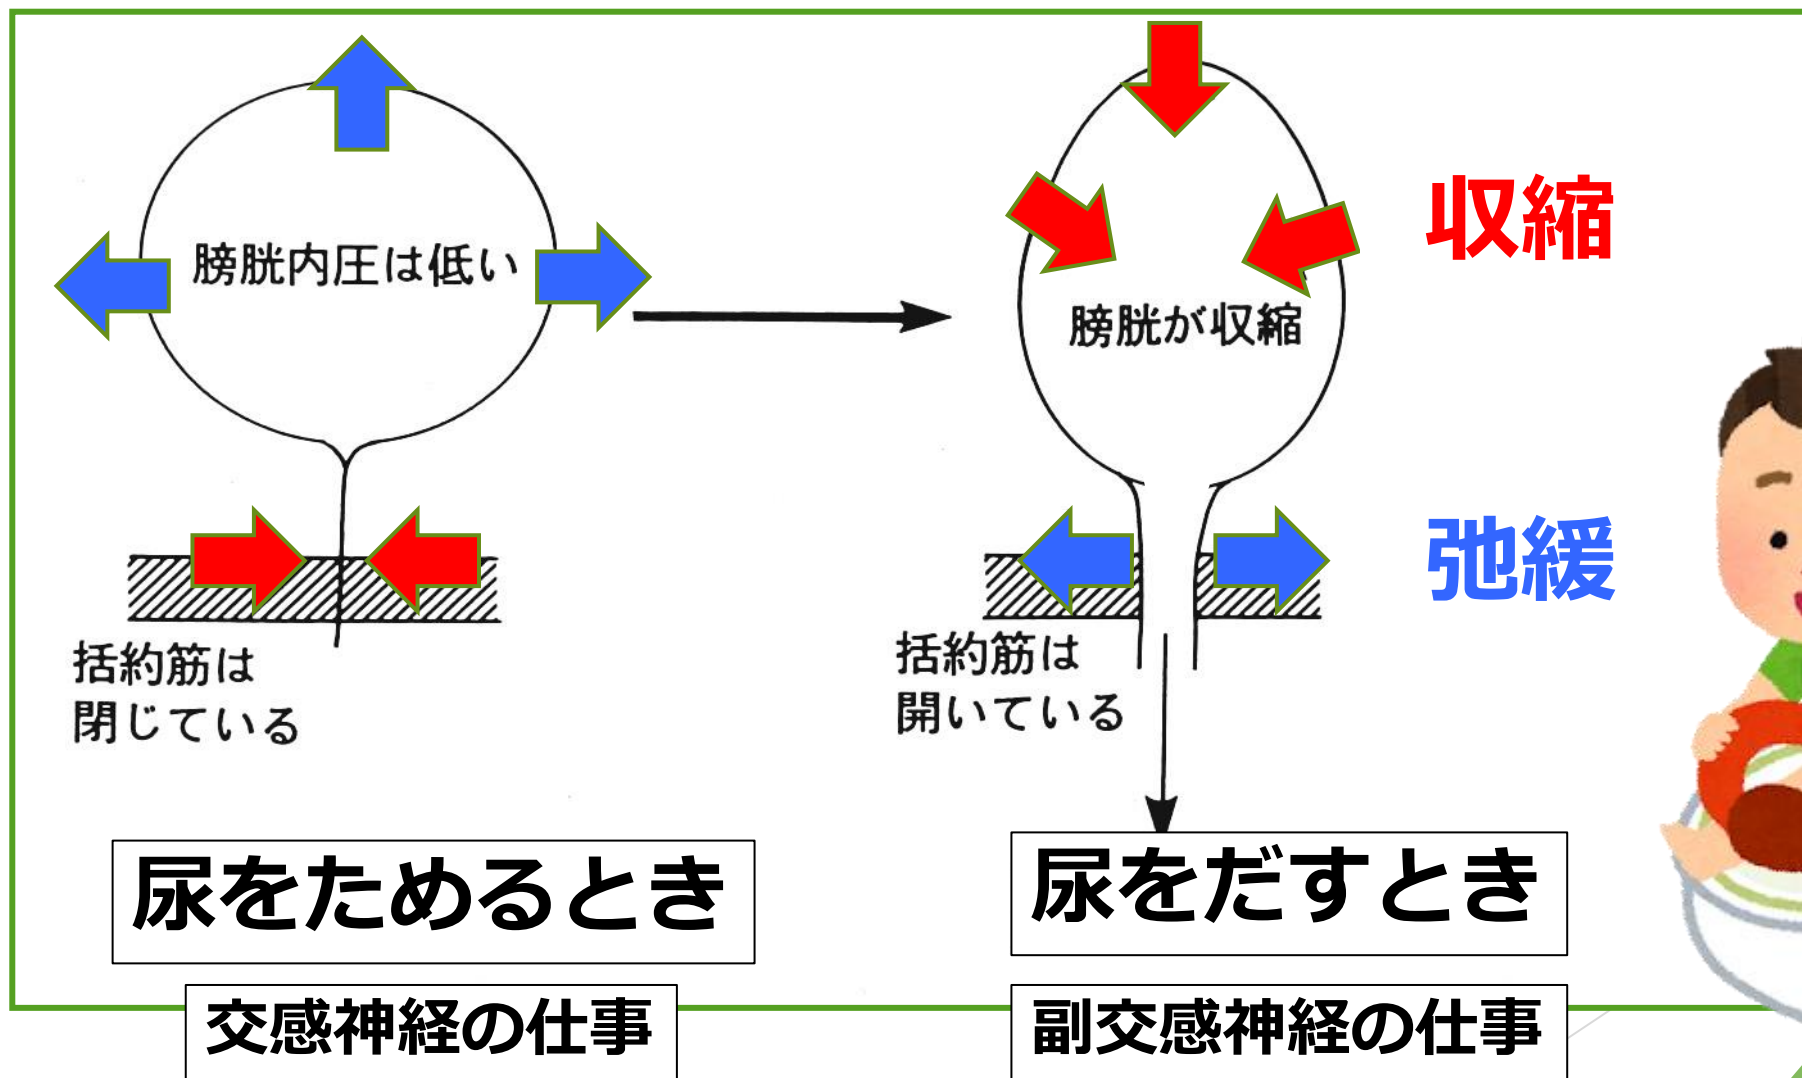 膀胱内圧は低い
括約筋は
閉じている
尿をためるとき
交感神経の仕事
収縮
膀胱が収縮
弛緩
括約筋は
開いている
尿をだすとき
副交感神経の仕事